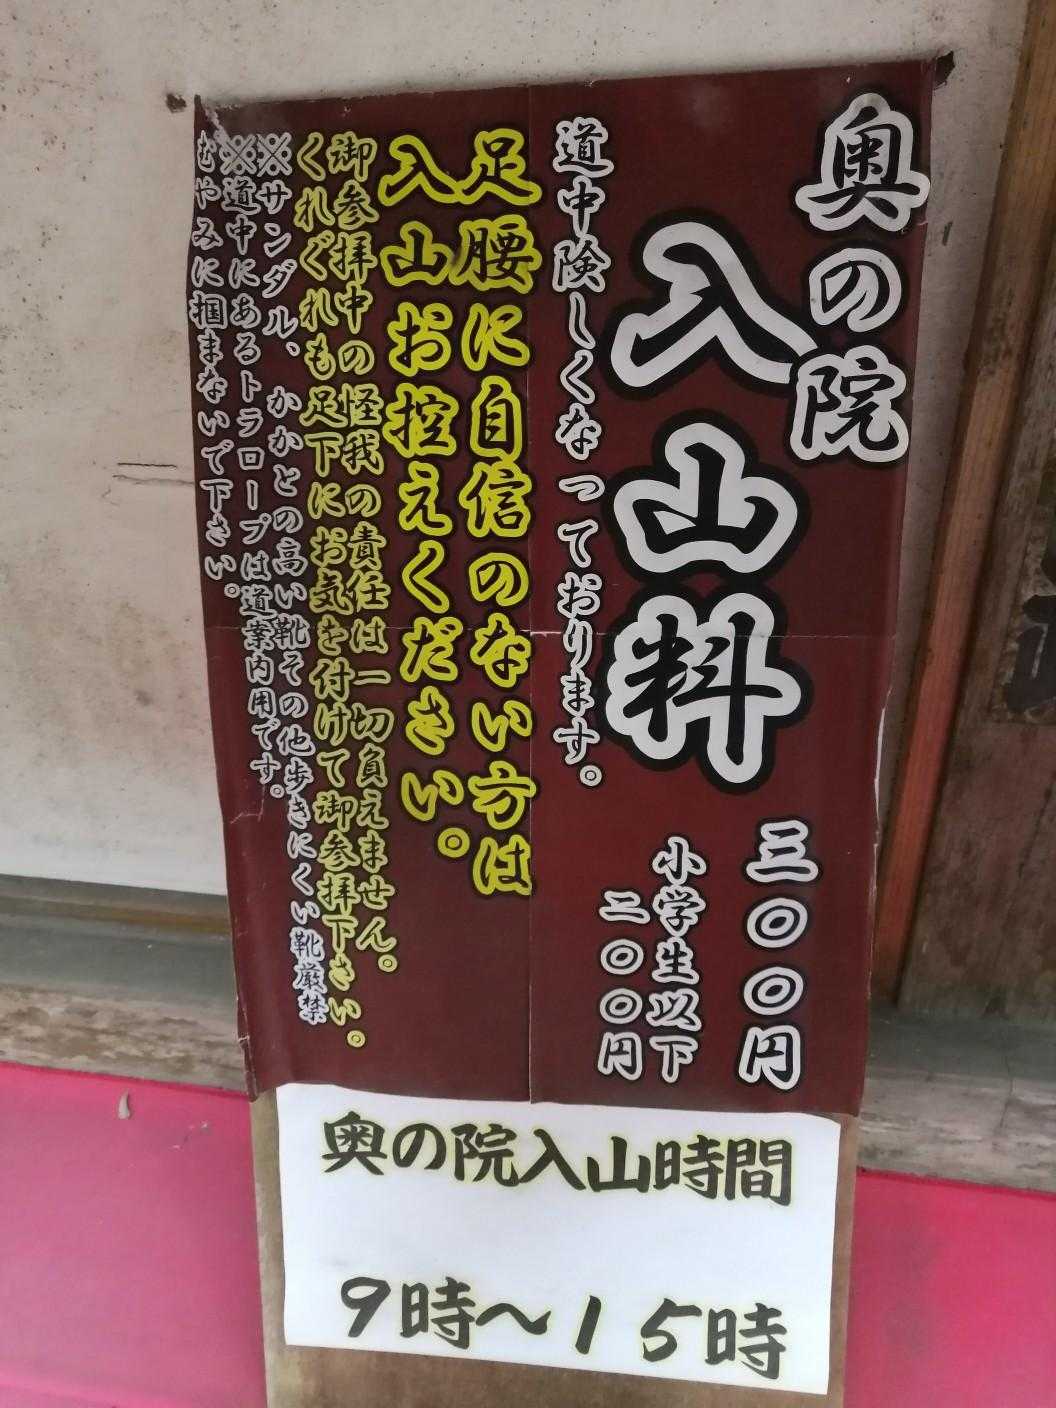 奥の院
入山料
三〇〇円
小学生以下
二〇〇円
道中険しくなっております。
足腰に自信のない方は
入山お控えください。
御参拝中の怪我の責任は一切負えません。
くれぐれも足下にお気を付けて御参拝下さい。
※サンダル、かかとの高い靴その他歩きにくい靴厳禁
※道中にあるトラロープは道案内用です。
むやみに掴まないで下さい。
奥の院入山時間
9時～15時